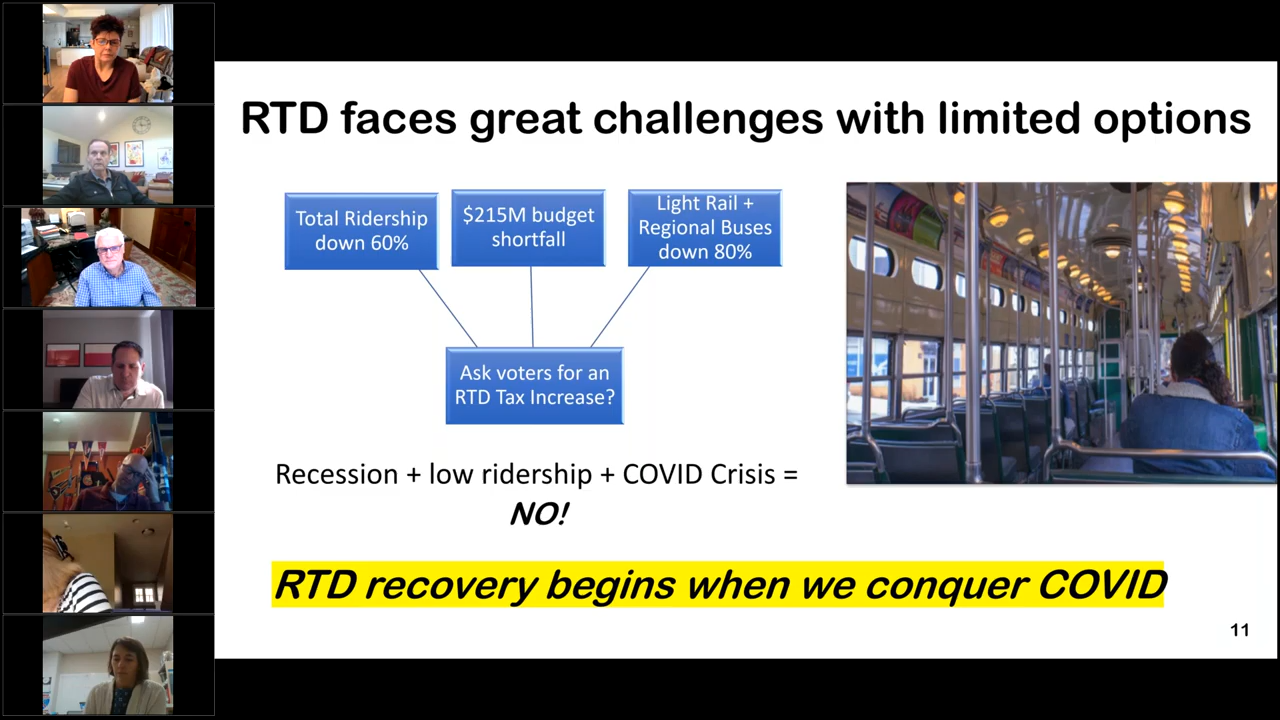 RTD faces great challenges with limited options
Total Ridership
down 60%
$215M budget
shortfall
Light Rail +
Regional Buses
down 80%
Ask voters for an
RTD Tax Increase?
Recession + low ridership + COVID Crisis =
NO!
RTD recovery begins when we conquer COVID
11